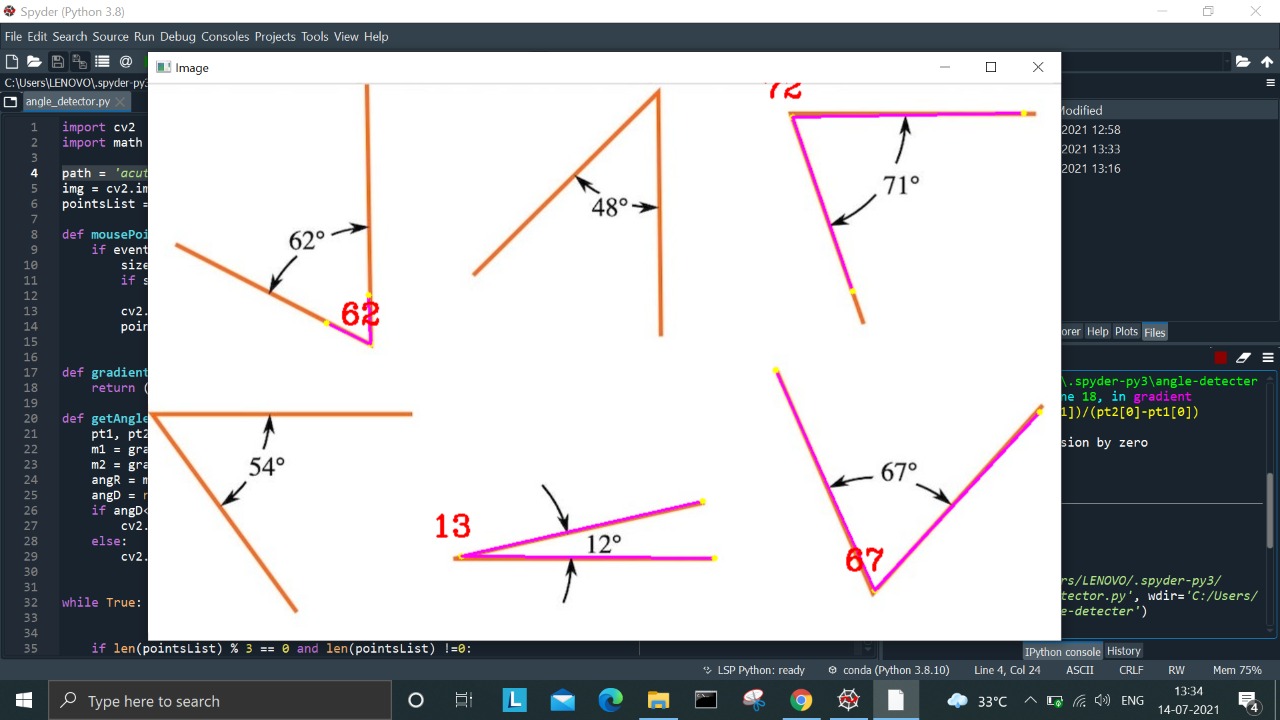 Spyder (Python 3.8)
File Edit Search Source Run Debug Consoles Projects Tools View Help
Image
C:\Users\LENOVO\.spyder-py3
angle_detector.py
1 import cv2
2 import math
3
4 path = 'acut
5 img = cv2.im
6 pointsList =
7
8 def mousePoi
9 if event
10 size
11 if s
12
13 cv2.
14 poin
15
16
17 def gradient
18 return (
19
20 def getAngle
21 pt1, pt2
22 m1 = gra
23 m2 = gra
24 angR = m
25 angD = r
26 if angD<
27 cv2.
28 else:
29 cv2.
30
31
32 while True:
33
34
35 if len(pointsList) % 3 == 0 and len(pointsList) !=0:
72
62°
48°
71°
62
54°
13
12°
67°
67
Modified
2021 12:58
2021 13:33
2021 13:16
orer Help Plots Files
\.spyder-py3\angle-detecter
ne 18, in gradient
1])/(pt2[0]-pt1[0])
sion by zero
rs/LENOVO/.spyder-py3/
tector.py', wdir='C:/Users/
e-detecter')
IPython console History
LSP Python: ready conda (Python 3.8.10) Line 4, Col 24 ASCII CRLF RW Mem 75%
Type here to search
L
33°C
ENG
13:34
14-07-2021
4